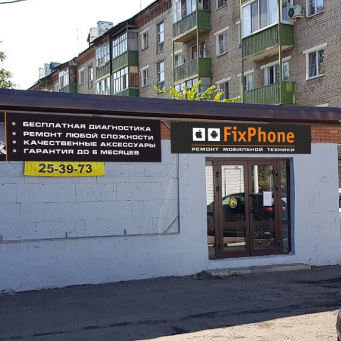 • БЕСПЛАТНАЯ ДИАГНОСТИКА
• РЕМОНТ ЛЮБОЙ СЛОЖНОСТИ
• КАЧЕСТВЕННЫЕ АКСЕССУАРЫ
• ГАРАНТИЯ ДО 6 МЕСЯЦЕВ
25-39-73
FixPhone
РЕМОНТ МОБИЛЬНОЙ ТЕХНИКИ